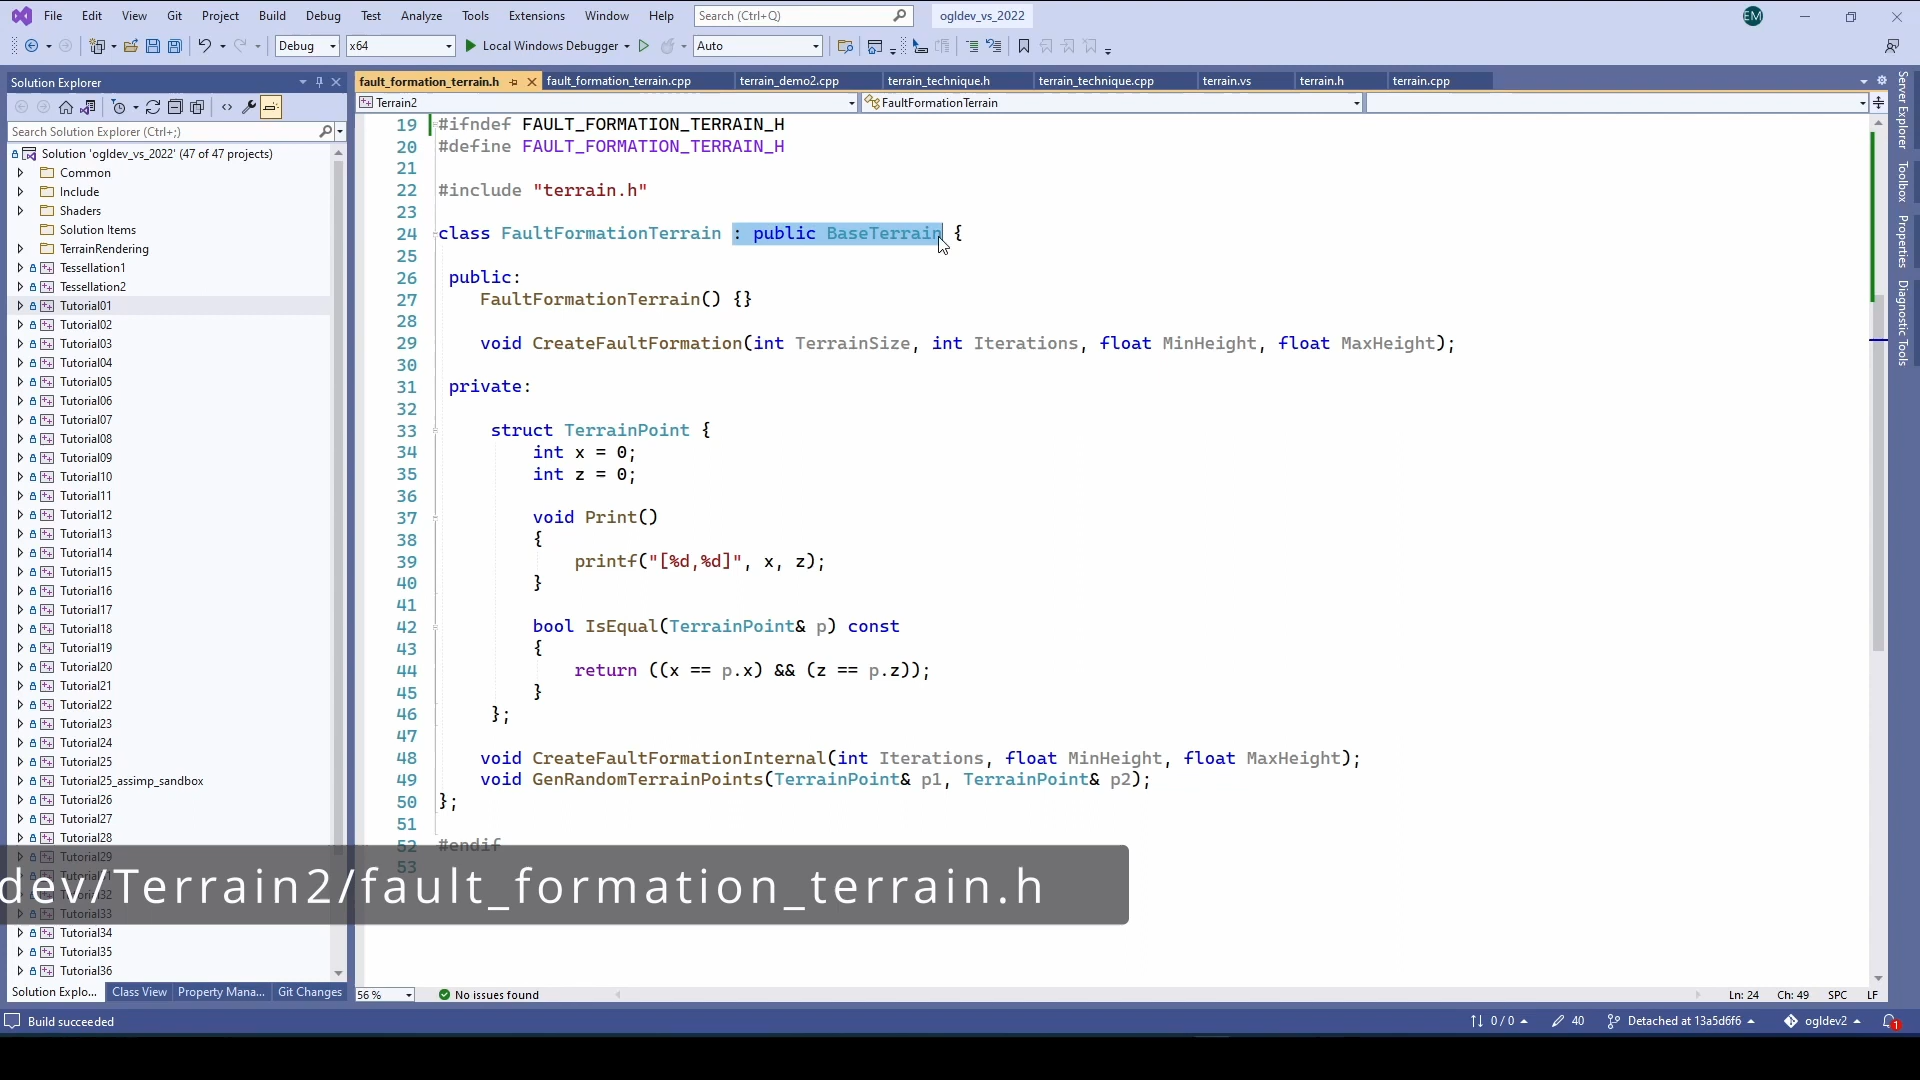 File Edit View Git Project Build Debug Test Analyze Tools Extensions Window Help Search (Ctrl+Q) ogldev_vs_2022 EM
Debug x64 Local Windows Debugger Auto
Solution Explorer
Search Solution Explorer (Ctrl+;)
Solution 'ogldev_vs_2022' (47 of 47 projects)
Common
Include
Shaders
Solution Items
TerrainRendering
Tessellation1
Tessellation2
Tutorial01
Tutorial02
Tutorial03
Tutorial04
Tutorial05
Tutorial06
Tutorial07
Tutorial08
Tutorial09
Tutorial10
Tutorial11
Tutorial12
Tutorial13
Tutorial14
Tutorial15
Tutorial16
Tutorial17
Tutorial18
Tutorial19
Tutorial20
Tutorial21
Tutorial22
Tutorial23
Tutorial24
Tutorial25
Tutorial25_assimp_sandbox
Tutorial26
Tutorial27
Tutorial28
Tutorial29
Tutorial33
Tutorial34
Tutorial35
Tutorial36
Solution Explo... Class View Property Mana... Git Changes
fault_formation_terrain.h fault_formation_terrain.cpp terrain_demo2.cpp terrain_technique.h terrain_technique.cpp terrain.vs terrain.h terrain.cpp
Terrain2 FaultFormationTerrain
19 #ifndef FAULT_FORMATION_TERRAIN_H
20 #define FAULT_FORMATION_TERRAIN_H
21
22 #include "terrain.h"
23
24 class FaultFormationTerrain : public BaseTerrain {
25
26 public:
27 FaultFormationTerrain() {}
28
29 void CreateFaultFormation(int TerrainSize, int Iterations, float MinHeight, float MaxHeight);
30
31 private:
32
33 struct TerrainPoint {
34 int x = 0;
35 int z = 0;
36
37 void Print()
38 {
39 printf("[%d,%d]", x, z);
40 }
41
42 bool IsEqual(TerrainPoint& p) const
43 {
44 return ((x == p.x) && (z == p.z));
45 }
46 };
47
48 void CreateFaultFormationInternal(int Iterations, float MinHeight, float MaxHeight);
49 void GenRandomTerrainPoints(TerrainPoint& p1, TerrainPoint& p2);
50 };
51
52 #endif
53
dev/Terrain2/fault_formation_terrain.h
56 % No issues found Ln: 24 Ch: 49 SPC LF
Server Explorer
Toolbox
Properties
Diagnostic Tools
Build succeeded 0 / 0 40 Detached at 13a5d6f6 ogldev2 1